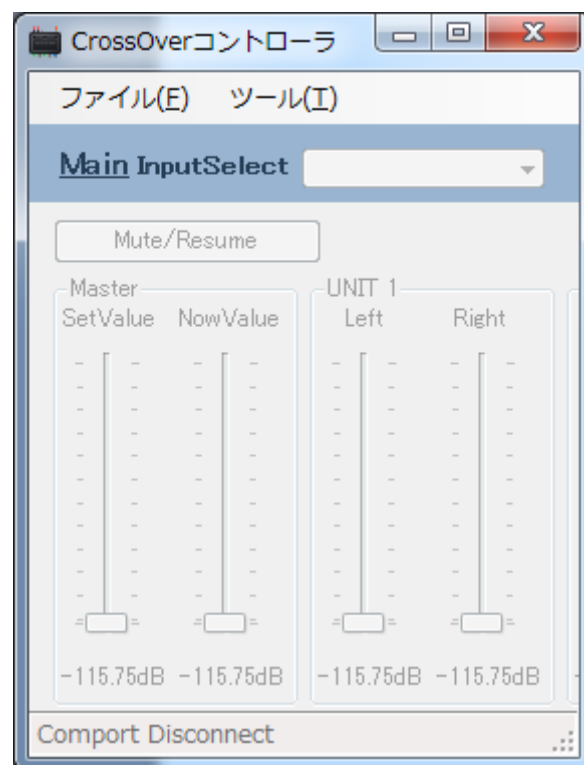 CrossOverコントローラ
ファイル(F) ツール(T)
Main InputSelect
Mute/Resume
Master UNIT 1
SetValue NowValue Left Right
-115.75dB -115.75dB -115.75dB -115.75dB
Comport Disconnect